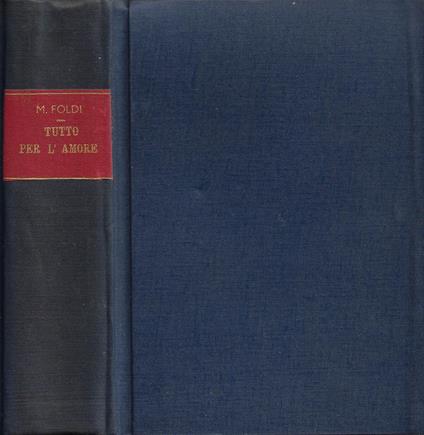 M. FOLDI
TUTTO
PER L' AMORE